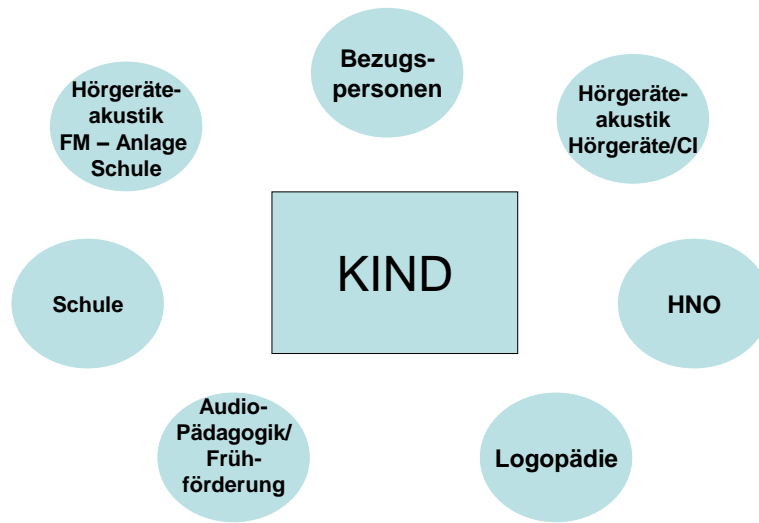 Bezugs-
personen
Hörgeräte-
akustik
FM – Anlage
Schule
Hörgeräte-
akustik
Hörgeräte/CI
KIND
Schule
HNO
Audio-
Pädagogik/
Früh-
förderung
Logopädie